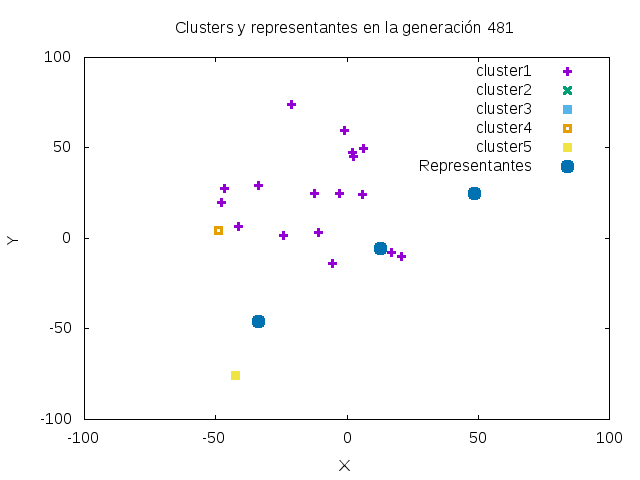 Clusters y representantes en la generación 481
100
cluster1
cluster2
cluster3
50
cluster4
cluster5
Representantes
Y
0
-50
-100
-100
-50
0
50
100
X